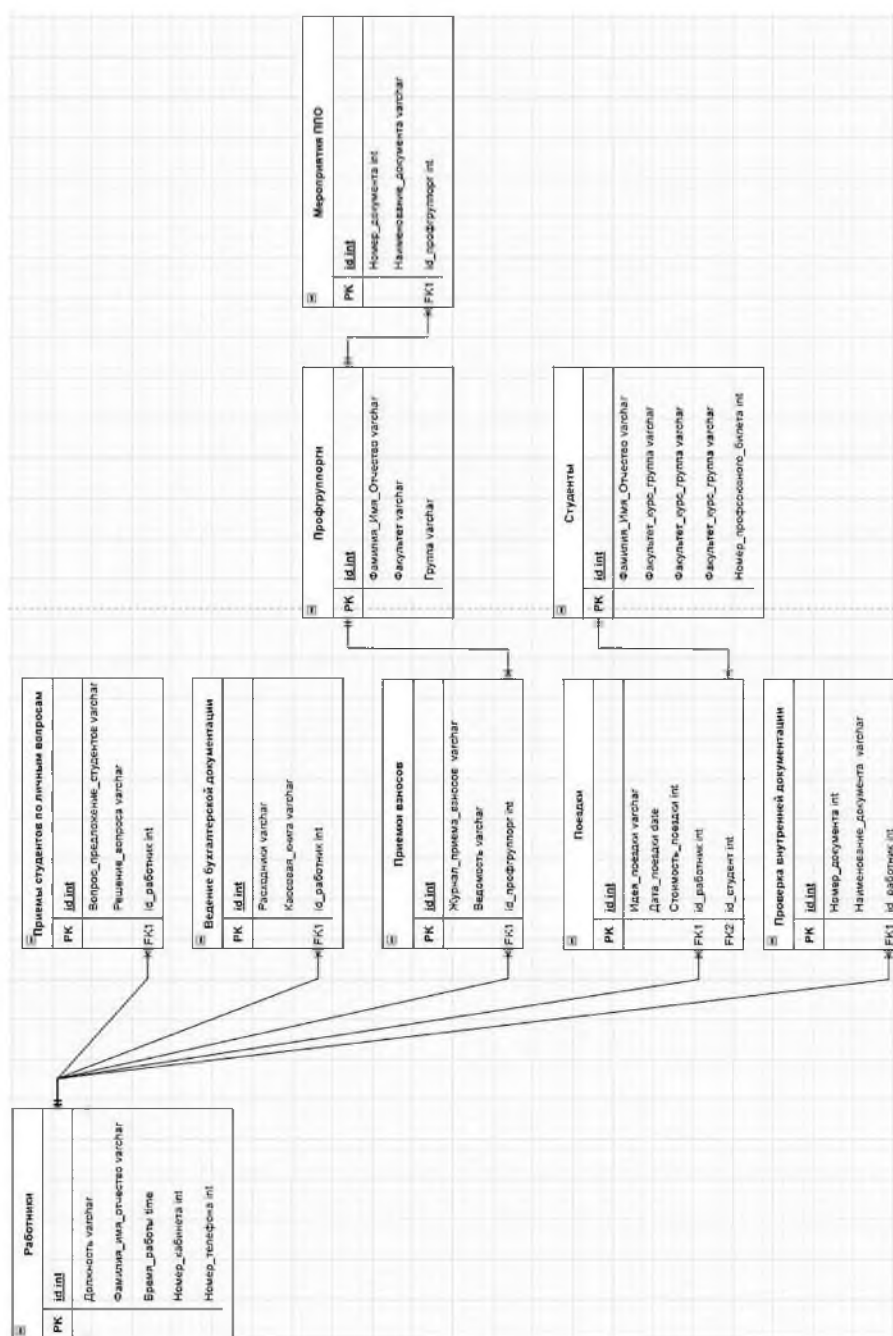 Работники
PK id int
Должность varchar
Фамилия_имя_отчество varchar
Время_работы time
Номер_кабинета int
Номер_телефона int
Приемы студентов по личным вопросам
PK id int
Вопрос_предложение_студентов varchar
Решение_вопроса varchar
FK1 id_работник int
Ведение бухгалтерской документации
PK id int
Расходники varchar
Кассовая_книга varchar
FK1 id_работник int
Приемки взносов
PK id int
Журнал_приема_взносов varchar
Ведомость varchar
FK1 id_профгруппорг int
Поездки
PK id int
Идея_поездки varchar
Дата_поездки date
Стоимость_поездки int
FK1 id_работник int
FK2 id_студент int
Проверка внутренней документации
PK id int
Номер_документа int
Наименование_документа varchar
FK1 id_работник int
Профгруппорги
PK id int
Фамилия_Имя_Отчество varchar
Факультет varchar
Группа varchar
Студенты
PK id int
Фамилия_Имя_Отчество varchar
Факультет_курс_группа varchar
Факультет_курс_группа varchar
Факультет_курс_группа varchar
Номер_профсоюзного_билета int
Мероприятия ППО
PK id int
Номер_документа int
Наименование_документа varchar
FK1 id_профгруппорг int